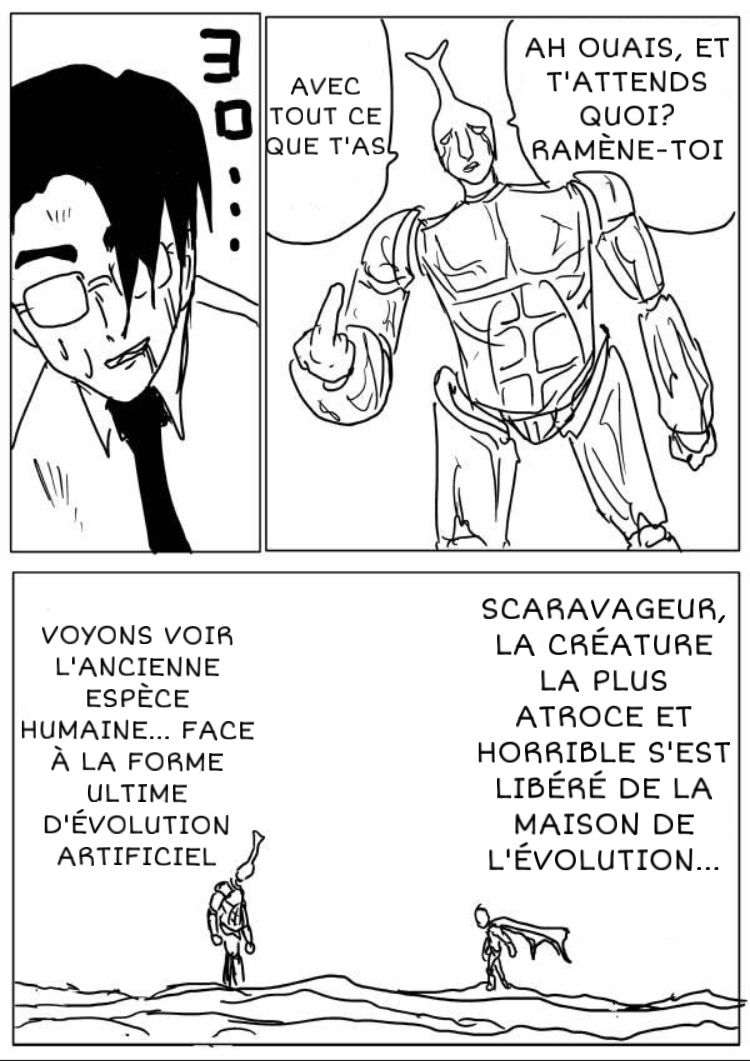 AH OUAIS, ET
T'ATTENDS
QUOI?
RAMÈNE-TOI
AVEC
TOUT CE
QUE T'AS
ヨロ...
SCARAVAGEUR,
LA CRÉATURE
LA PLUS
ATROCE ET
HORRIBLE S'EST
LIBÉRÉ DE LA
MAISON DE
L'ÉVOLUTION...
VOYONS VOIR
L'ANCIENNE
ESPÈCE
HUMAINE... FACE
À LA FORME
ULTIME
D'ÉVOLUTION
ARTIFICIEL